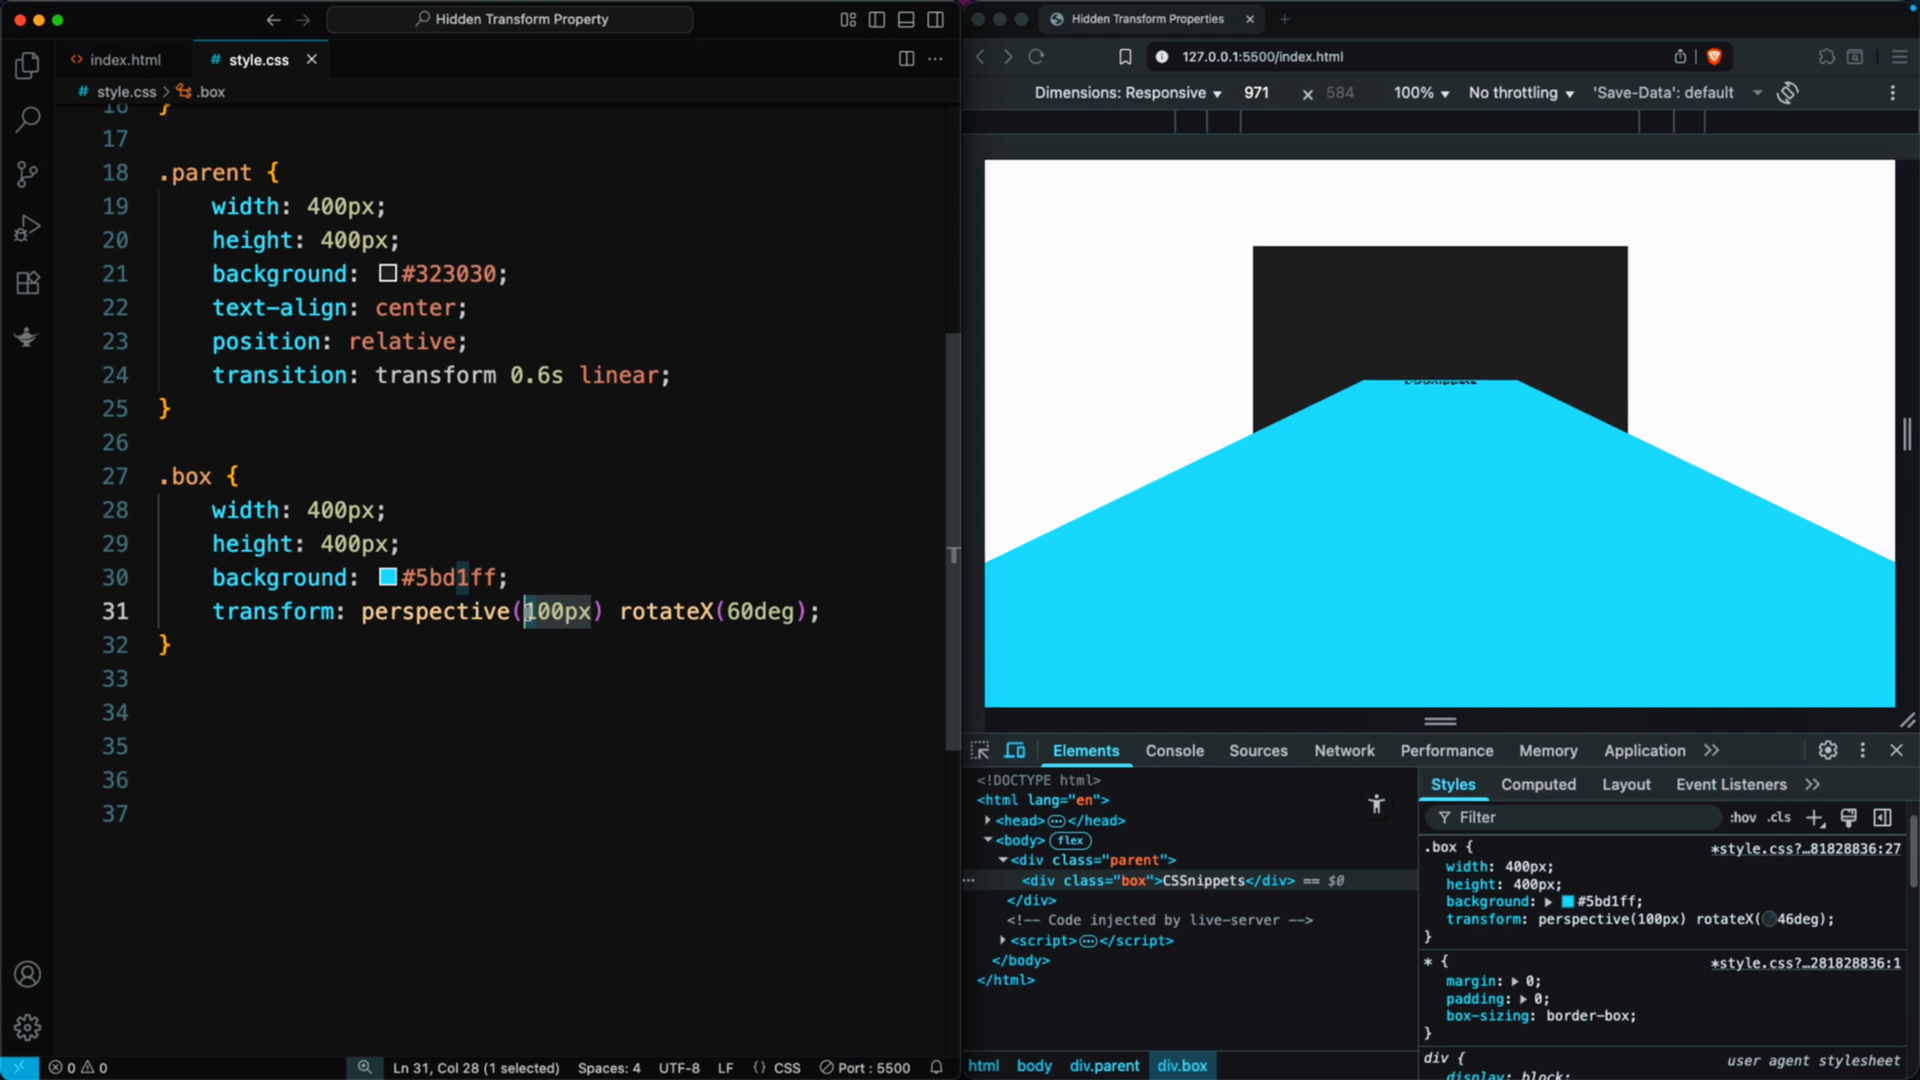 Hidden Transform Property
index.html
style.css
style.css > .box
16 }
17
18 .parent {
19 width: 400px;
20 height: 400px;
21 background: #323030;
22 text-align: center;
23 position: relative;
24 transition: transform 0.6s linear;
25 }
26
27 .box {
28 width: 400px;
29 height: 400px;
30 background: #5bd1ff;
31 transform: perspective(100px) rotateX(60deg);
32 }
33
34
35
36
37
0 0 Ln 31, Col 28 (1 selected) Spaces: 4 UTF-8 LF {} CSS Port : 5500
Hidden Transform Properties
127.0.0.1:5500/index.html
Dimensions: Responsive 971 × 584 100% No throttling 'Save-Data': default
CSSnippets
Elements Console Sources Network Performance Memory Application
<!DOCTYPE html>
<html lang="en">
<head> </head>
<body> flex
<div class="parent">
<div class="box">CSSnippets</div> == $0
</div>
<!-- Code injected by live-server -->
<script> </script>
</body>
</html>
html body div.parent div.box
Styles Computed Layout Event Listeners
Filter :hov .cls
.box { *style.css?...81828836:27
width: 400px;
height: 400px;
background: #5bd1ff;
transform: perspective(100px) rotateX(46deg);
}
* { *style.css?...281828836:1
margin: 0;
padding: 0;
box-sizing: border-box;
}
div { user agent stylesheet
display: block;